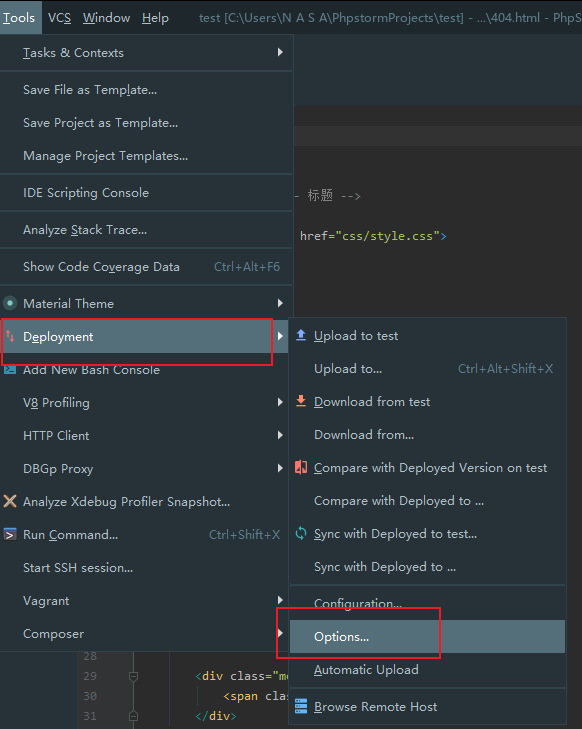 Tools VCS Window Help test [C:\Users\N A S A\PhpstormProjects\test] - ...\404.html - PhpS
Tasks & Contexts
Save File as Template...
Save Project as Template...
Manage Project Templates...
IDE Scripting Console
- 标题 -->
Analyze Stack Trace...
href="css/style.css">
Show Code Coverage Data Ctrl+Alt+F6
Material Theme
Deployment
Upload to test
Add New Bash Console
Upload to... Ctrl+Alt+Shift+X
V8 Profiling
Download from test
HTTP Client
Download from...
DBGp Proxy
Compare with Deployed Version on test
Analyze Xdebug Profiler Snapshot...
Compare with Deployed to ...
Run Command... Ctrl+Shift+X
Sync with Deployed to test...
Start SSH session...
Sync with Deployed to ...
Vagrant
Configuration...
Composer
Options...
28
Automatic Upload
29 <div class="mo
30 <span clas
Browse Remote Host
31 </div>